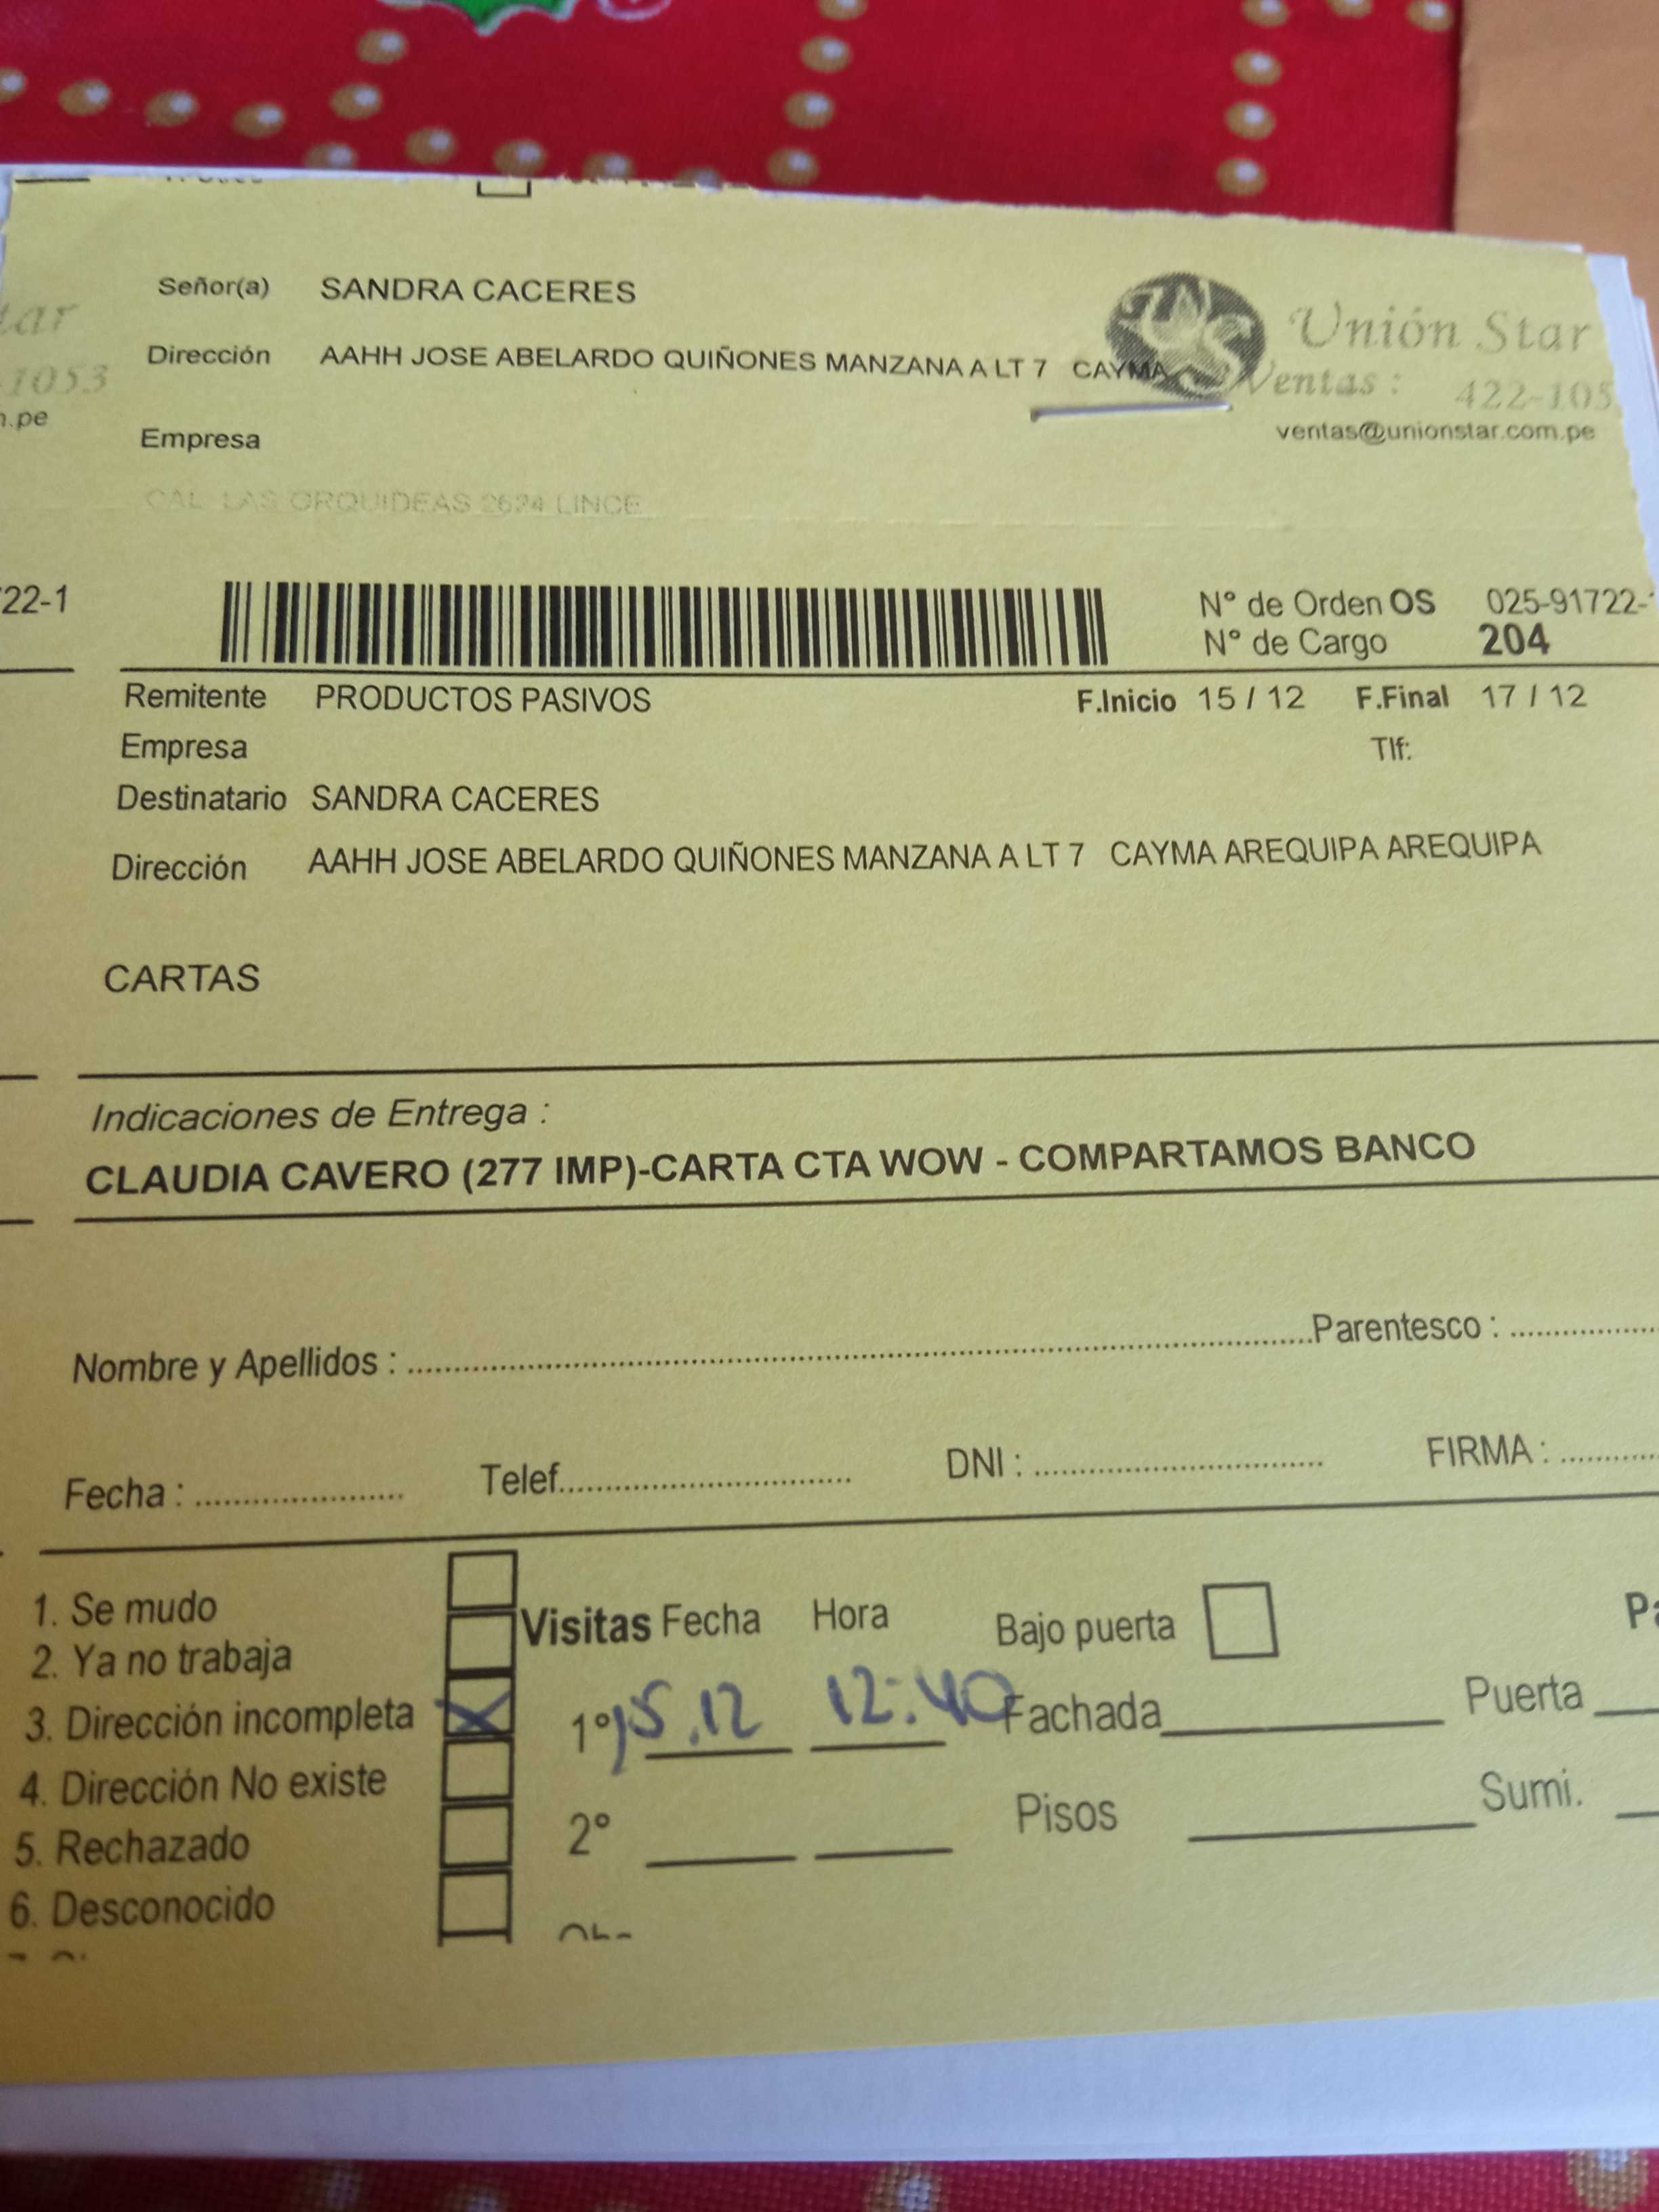 Señor(a) SANDRA CACERES
Unión Star
Dirección AAHH JOSE ABELARDO QUIÑONES MANZANA A LT 7 CAYMA
Ventas : 422-105
1053
n.pe
ventas@unionstar.com.pe
Empresa
CAL LAS ORQUIDEAS 2624 LINCE
22-1
N° de Orden OS 025-91722-
N° de Cargo 204
Remitente PRODUCTOS PASIVOS F.Inicio 15 / 12 F.Final 17 / 12
Empresa Tlf:
Destinatario SANDRA CACERES
Dirección AAHH JOSE ABELARDO QUIÑONES MANZANA A LT 7 CAYMA AREQUIPA AREQUIPA
CARTAS
Indicaciones de Entrega :
CLAUDIA CAVERO (277 IMP)-CARTA CTA WOW - COMPARTAMOS BANCO
Nombre y Apellidos : Parentesco :
Fecha : Telef. DNI : FIRMA :
1. Se mudo
Visitas Fecha Hora Bajo puerta
2. Ya no trabaja
3. Dirección incompleta X 1° 15.12 12:40 Fachada Puerta
4. Dirección No existe
2° Pisos Sumi.
5. Rechazado
6. Desconocido